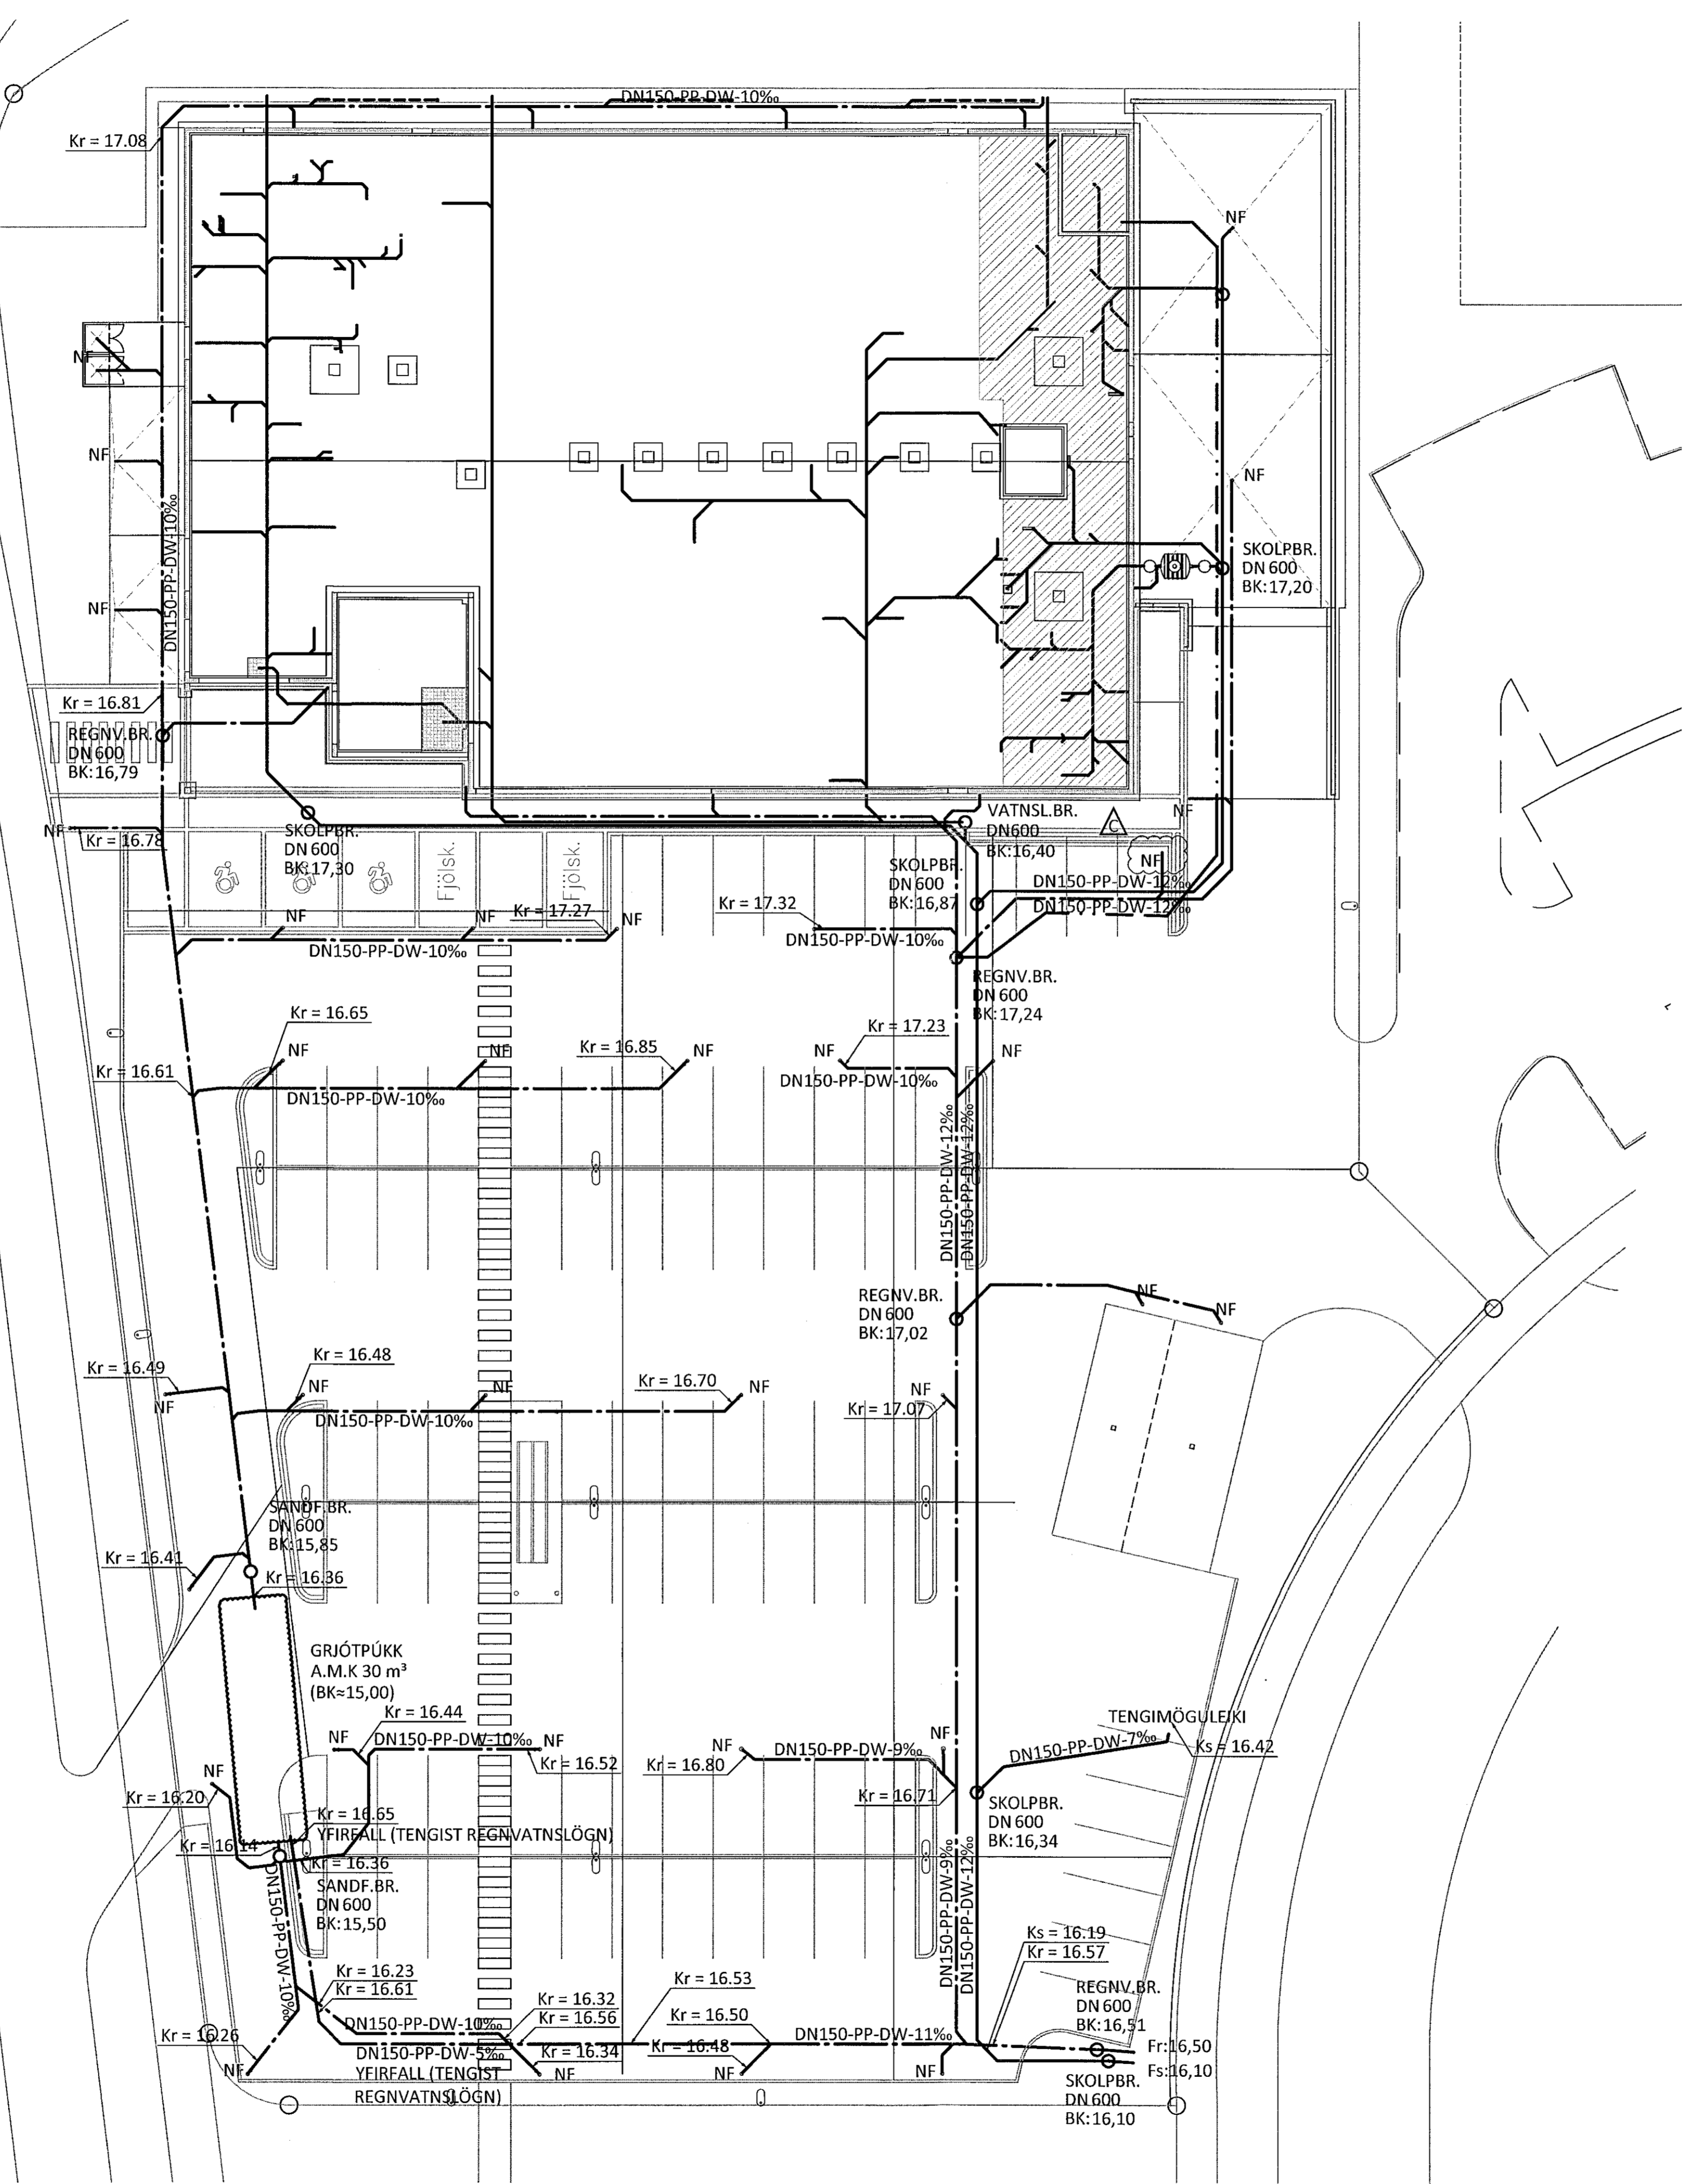 DN150-PP-DW-10‰
Kr = 17.08
NF
NF
NF
NF
DN150-PP-DW-10‰
NF
NF
SKOLPBR.
DN 600
BK:17,20
Kr = 16.81
REGNV.BR.
DN 600
BK:16,79
NF
Kr = 16.78
SKOLPBR.
DN 600
BK:17,30
Fjölsk.
Fjölsk.
VATNSL.BR.
DN600
BK:16,40
C
NF
NF
SKOLPBR.
DN 600
BK:16,87
DN150-PP-DW-12‰
DN150-PP-DW-12‰
NF
NF
Kr = 17.27
NF
DN150-PP-DW-10‰
Kr = 17.32
DN150-PP-DW-10‰
REGNV.BR.
DN 600
BK:17,24
Kr = 16.65
NF
NF
Kr = 16.85
NF
Kr = 16.61
DN150-PP-DW-10‰
Kr = 17.23
NF
NF
DN150-PP-DW-10‰
DN150-PP-DW-12‰
DN150-PP-DW-12‰
REGNV.BR.
DN 600
BK:17,02
NF
NF
Kr = 16.49
NF
Kr = 16.48
NF
NF
Kr = 16.70
NF
DN150-PP-DW-10‰
NF
Kr = 17.07
SANDF.BR.
DN 600
BK:15,85
Kr = 16.41
Kr = 16.36
GRJÓTPÚKK
A.M.K 30 m³
(BK≈15,00)
Kr = 16.44
NF
DN150-PP-DW-10‰
NF
Kr = 16.52
NF
DN150-PP-DW-9‰
NF
Kr = 16.80
Kr = 16.71
TENGIMÖGULEIKI
DN150-PP-DW-7‰
Ks = 16.42
NF
Kr = 16.20
Kr = 16.65
YFIRFALL (TENGIST REGNVATNSLÖGN)
Kr = 16.14
Kr = 16.36
SANDF.BR.
DN 600
BK:15,50
DN150-PP-DW-10‰
SKOLPBR.
DN 600
BK:16,34
DN150-PP-DW-9‰
DN150-PP-DW-12‰
Ks = 16.19
Kr = 16.57
Kr = 16.23
Kr = 16.61
Kr = 16.53
Kr = 16.32
Kr = 16.56
Kr = 16.50
REGNV.BR.
DN 600
BK:16,51
Kr = 16.26
DN150-PP-DW-10‰
DN150-PP-DW-11‰
DN150-PP-DW-5‰
Kr = 16.34
Kr = 16.48
Fr:16,50
Fs:16,10
NF
YFIRFALL (TENGIST
REGNVATNSLÖGN)
NF
NF
NF
SKOLPBR.
DN 600
BK:16,10